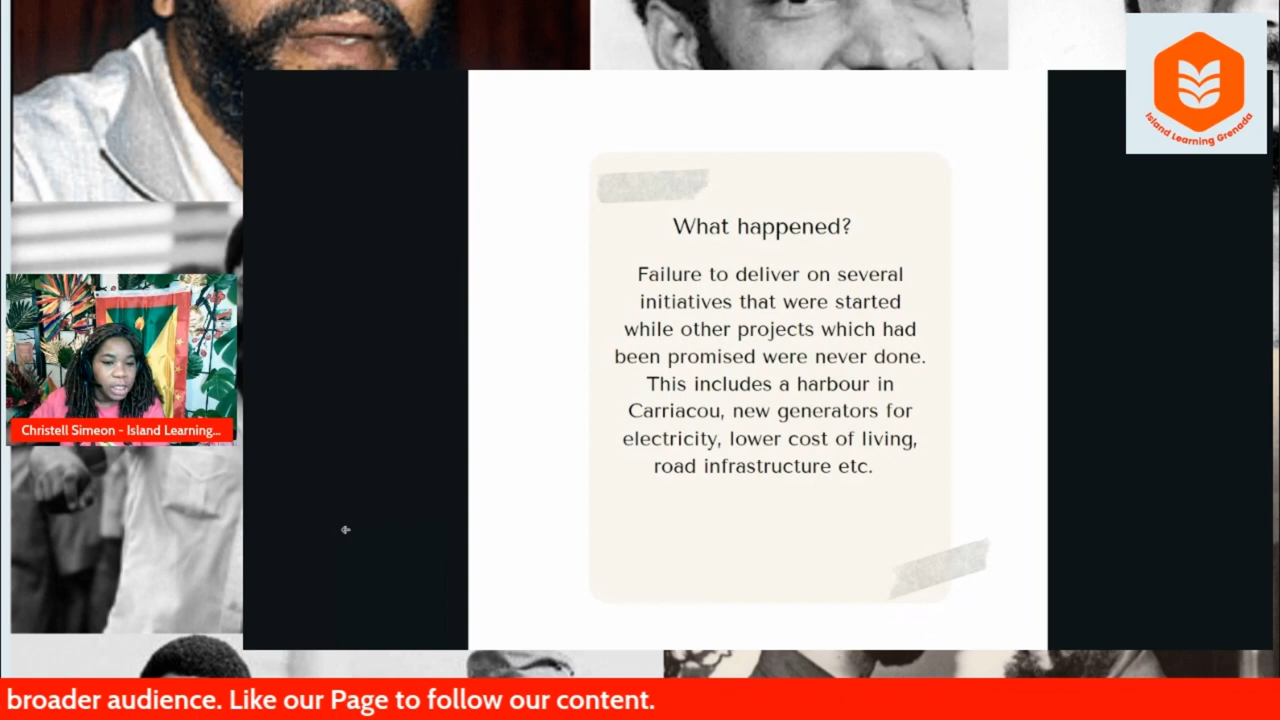 Island Learning Grenada
What happened?
Failure to deliver on several
initiatives that were started
while other projects which had
been promised were never done.
This includes a harbour in
Carriacou, new generators for
electricity, lower cost of living,
road infrastructure etc.
Christell Simeon - Island Learning...
broader audience. Like our Page to follow our content.